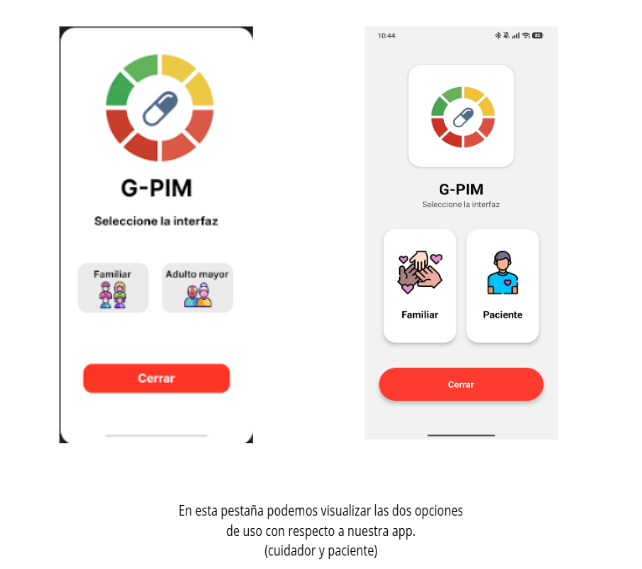 G-PIM
Seleccione la interfaz
Familiar
Adulto mayor
Cerrar
10:44
G-PIM
Seleccione la interfaz
Familiar
Paciente
Cerrar
En esta pestaña podemos visualizar las dos opciones
de uso con respecto a nuestra app.
(cuidador y paciente)